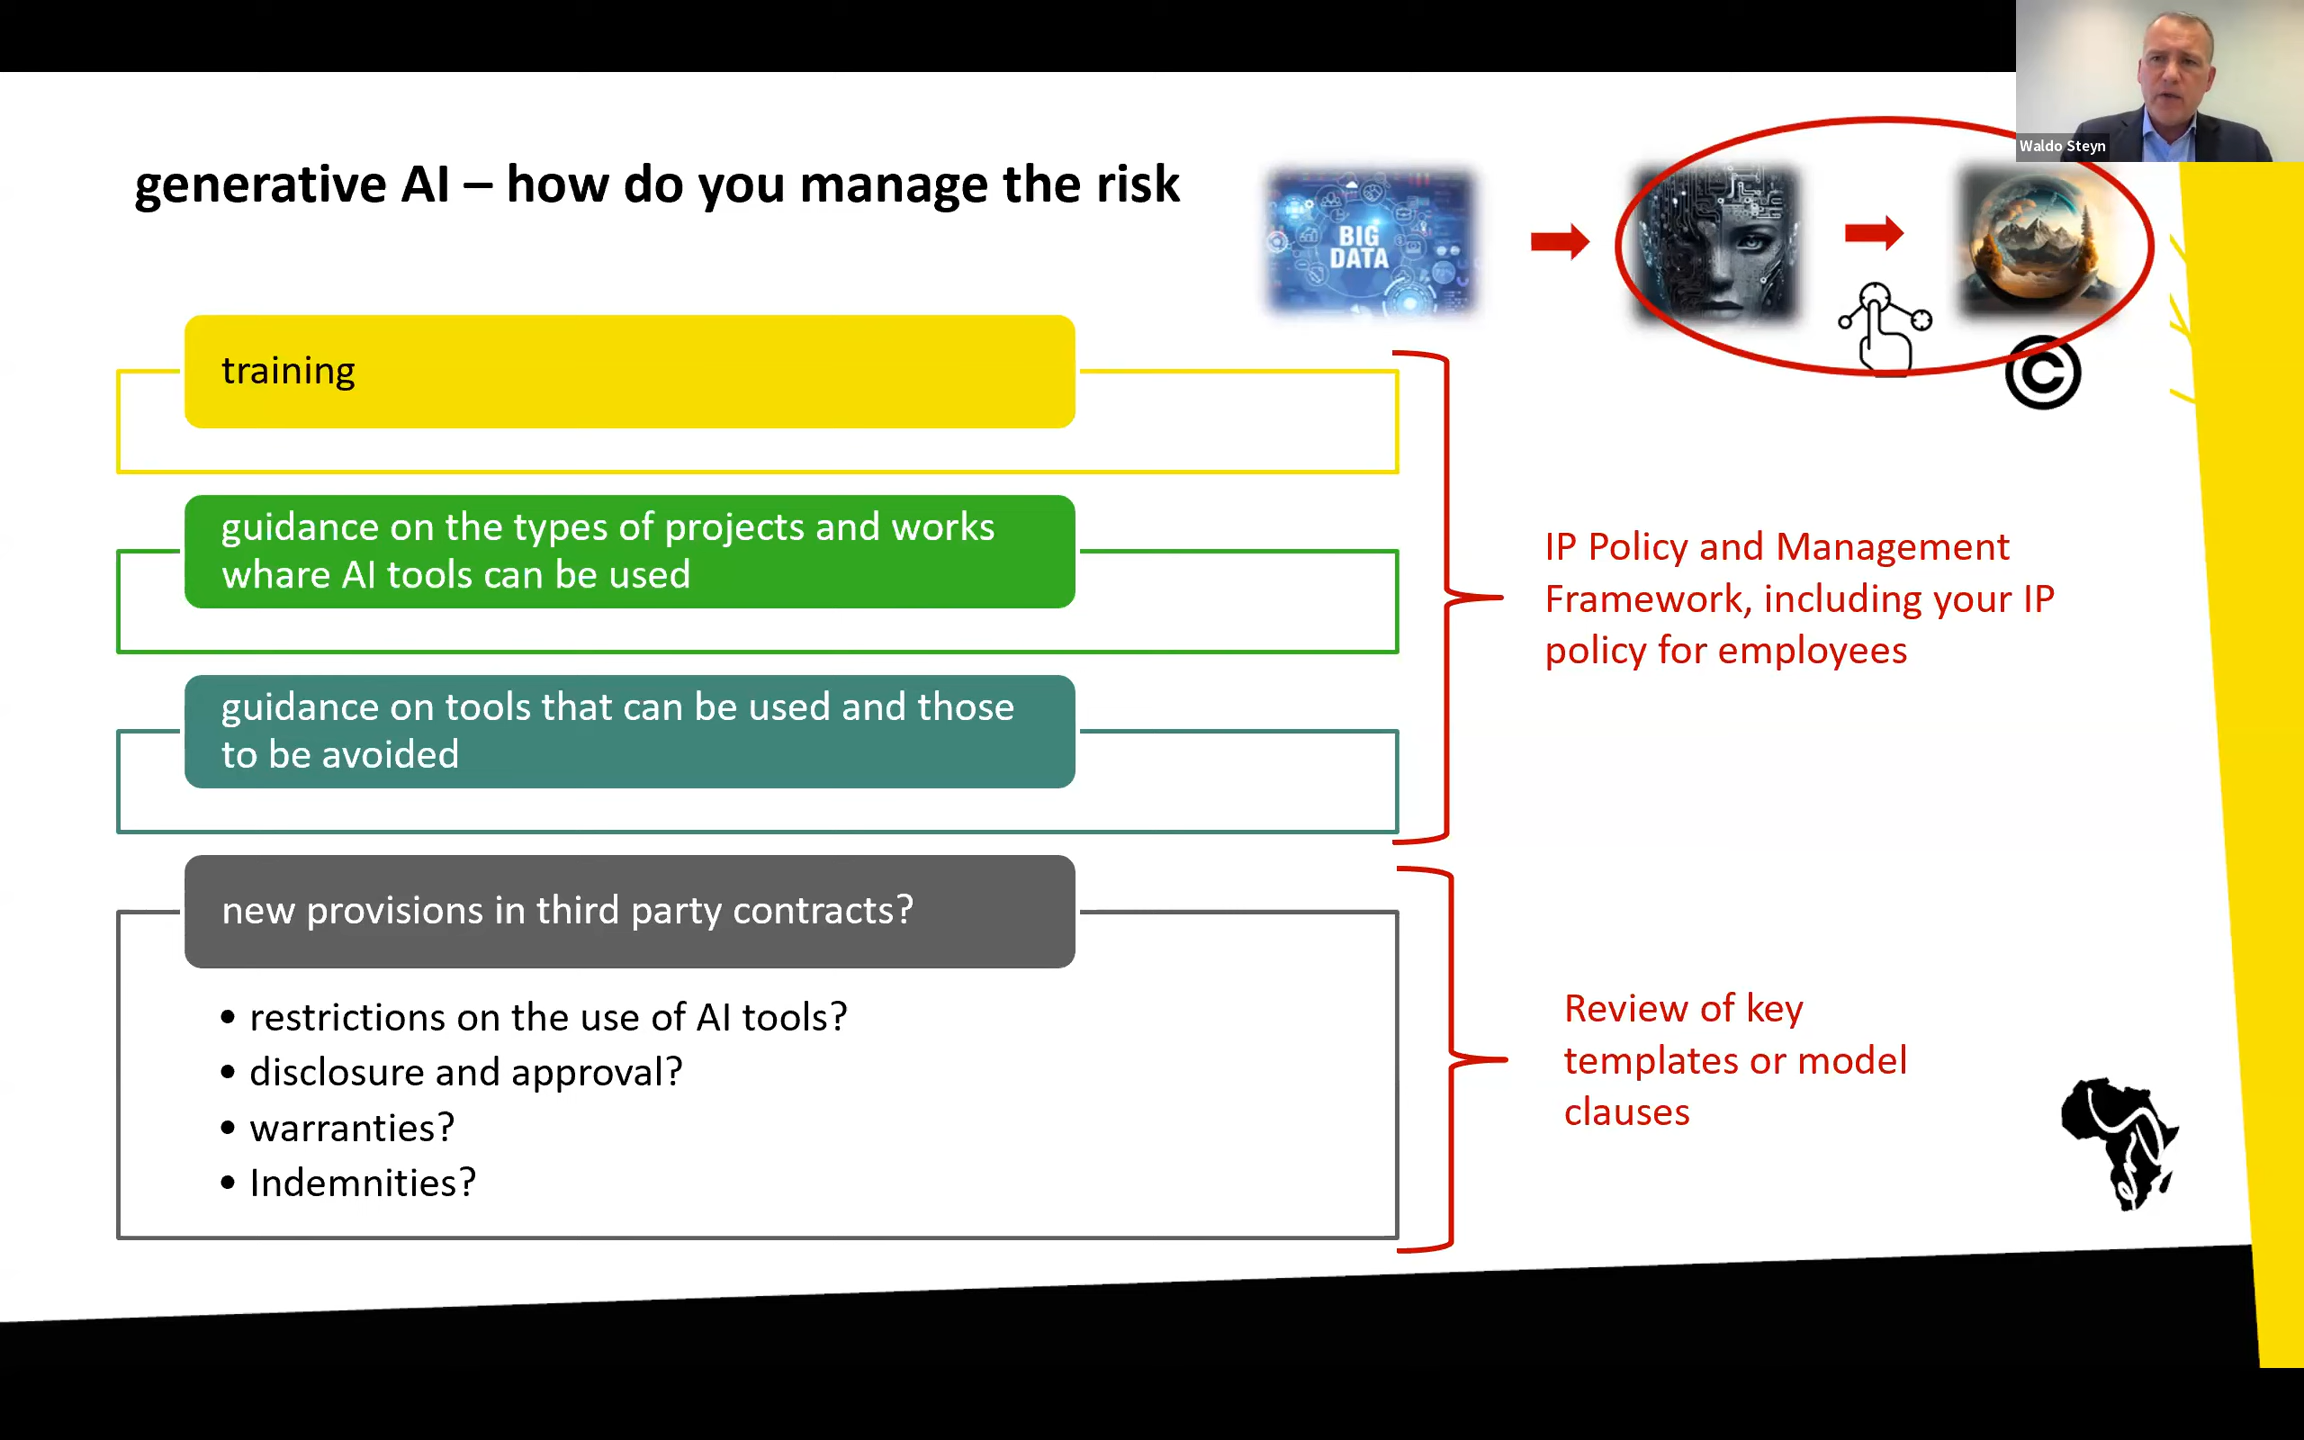 Waldo Steyn
generative AI – how do you manage the risk
BIG
DATA
©
training
guidance on the types of projects and works
whare AI tools can be used
guidance on tools that can be used and those
to be avoided
IP Policy and Management
Framework, including your IP
policy for employees
new provisions in third party contracts?
• restrictions on the use of AI tools?
• disclosure and approval?
• warranties?
• Indemnities?
Review of key
templates or model
clauses